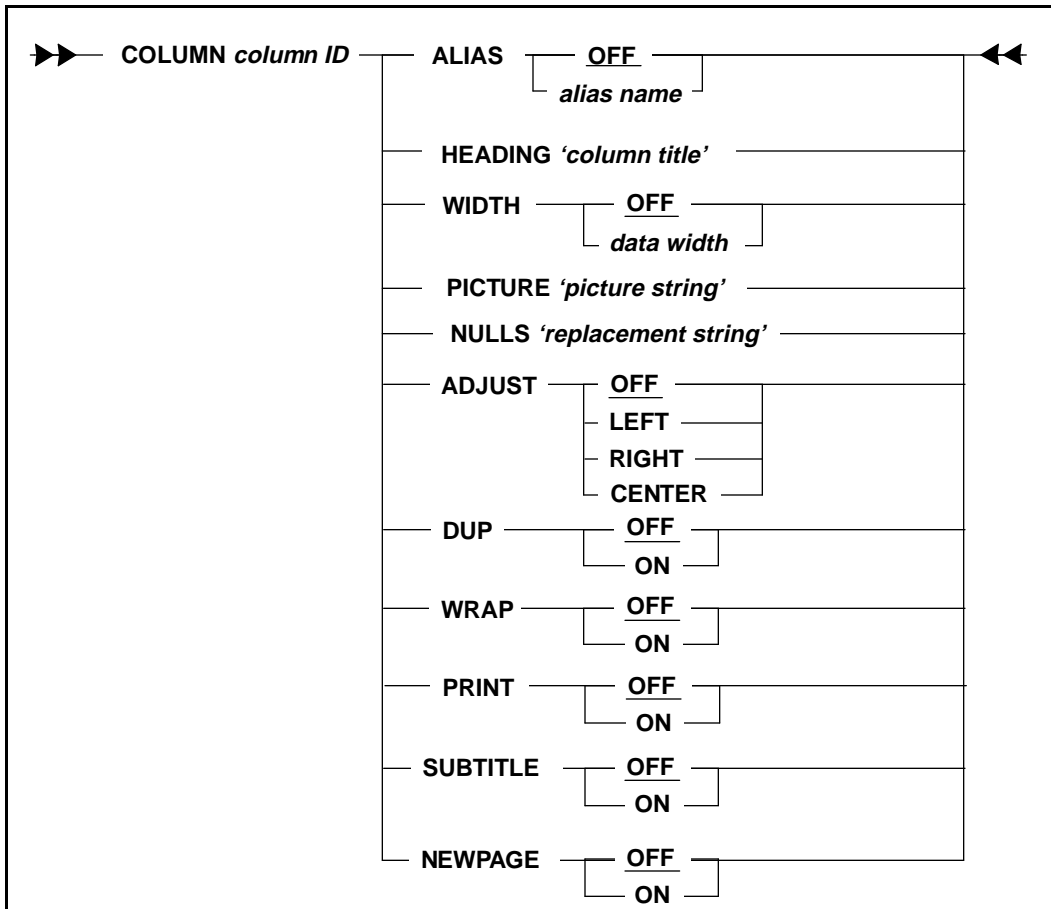 COLUMN column ID ALIAS OFF
alias name
HEADING ‘column title’
WIDTH OFF
data width
PICTURE ‘picture string’
NULLS ‘replacement string’
ADJUST OFF
LEFT
RIGHT
CENTER
DUP OFF
ON
WRAP OFF
ON
PRINT OFF
ON
SUBTITLE OFF
ON
NEWPAGE OFF
ON